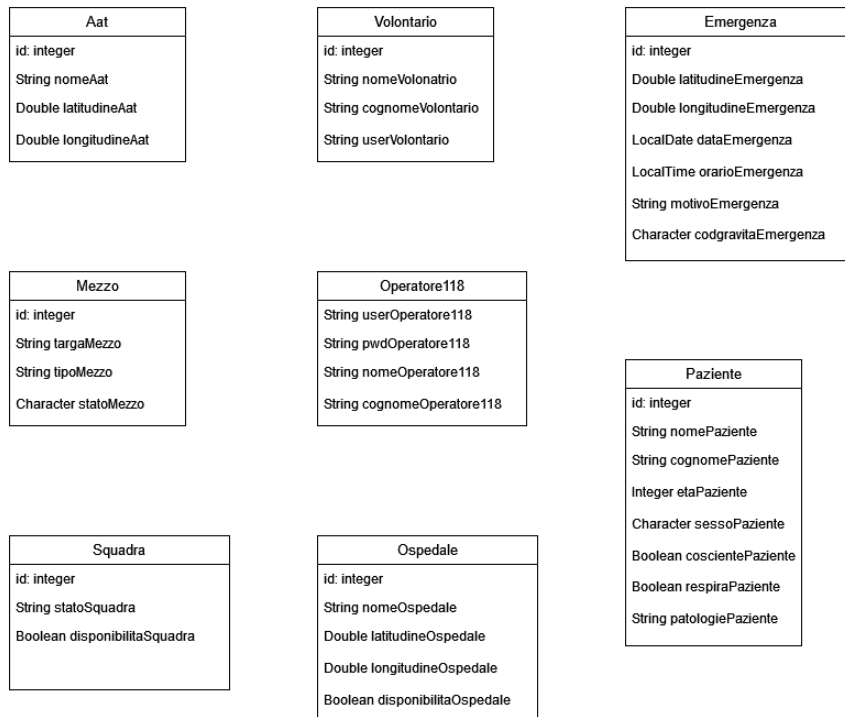 Aat
id: integer
String nomeAat
Double latitudineAat
Double longitudineAat
Volontario
id: integer
String nomeVolonatrio
String cognomeVolontario
String userVolontario
Emergenza
id: integer
Double latitudineEmergenza
Double longitudineEmergenza
LocalDate dataEmergenza
LocalTime orarioEmergenza
String motivoEmergenza
Character codgravitaEmergenza
Mezzo
id: integer
String targaMezzo
String tipoMezzo
Character statoMezzo
Operatore118
String userOperatore118
String pwdOperatore118
String nomeOperatore118
String cognomeOperatore118
Paziente
id: integer
String nomePaziente
String cognomePaziente
Integer etaPaziente
Character sessoPaziente
Boolean coscientePaziente
Boolean respiraPaziente
String patologiePaziente
Squadra
id: integer
String statoSquadra
Boolean disponibilitaSquadra
Ospedale
id: integer
String nomeOspedale
Double latitudineOspedale
Double longitudineOspedale
Boolean disponibilitaOspedale